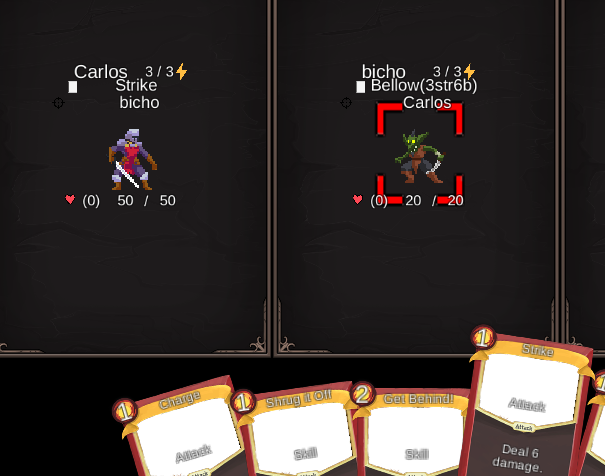 Carlos 3 / 3
Strike
bicho
(0) 50 / 50
bicho 3 / 3
Bellow(3str6b)
Carlos
(0) 20 / 20
1 Charge
Attack
1 Shrug it Off!
Skill
2 Get Behind!
Skill
1 Strike
Attack
Attack
Deal 6
damage.